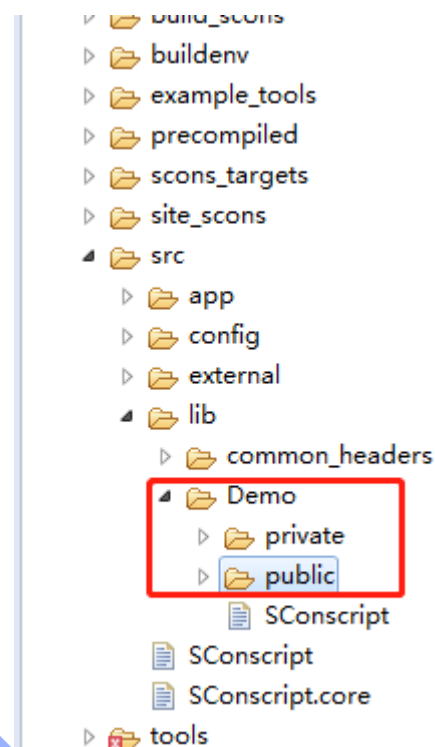 build_scons
buildenv
example_tools
precompiled
scons_targets
site_scons
src
app
config
external
lib
common_headers
Demo
private
public
SConscript
SConscript
SConscript.core
tools